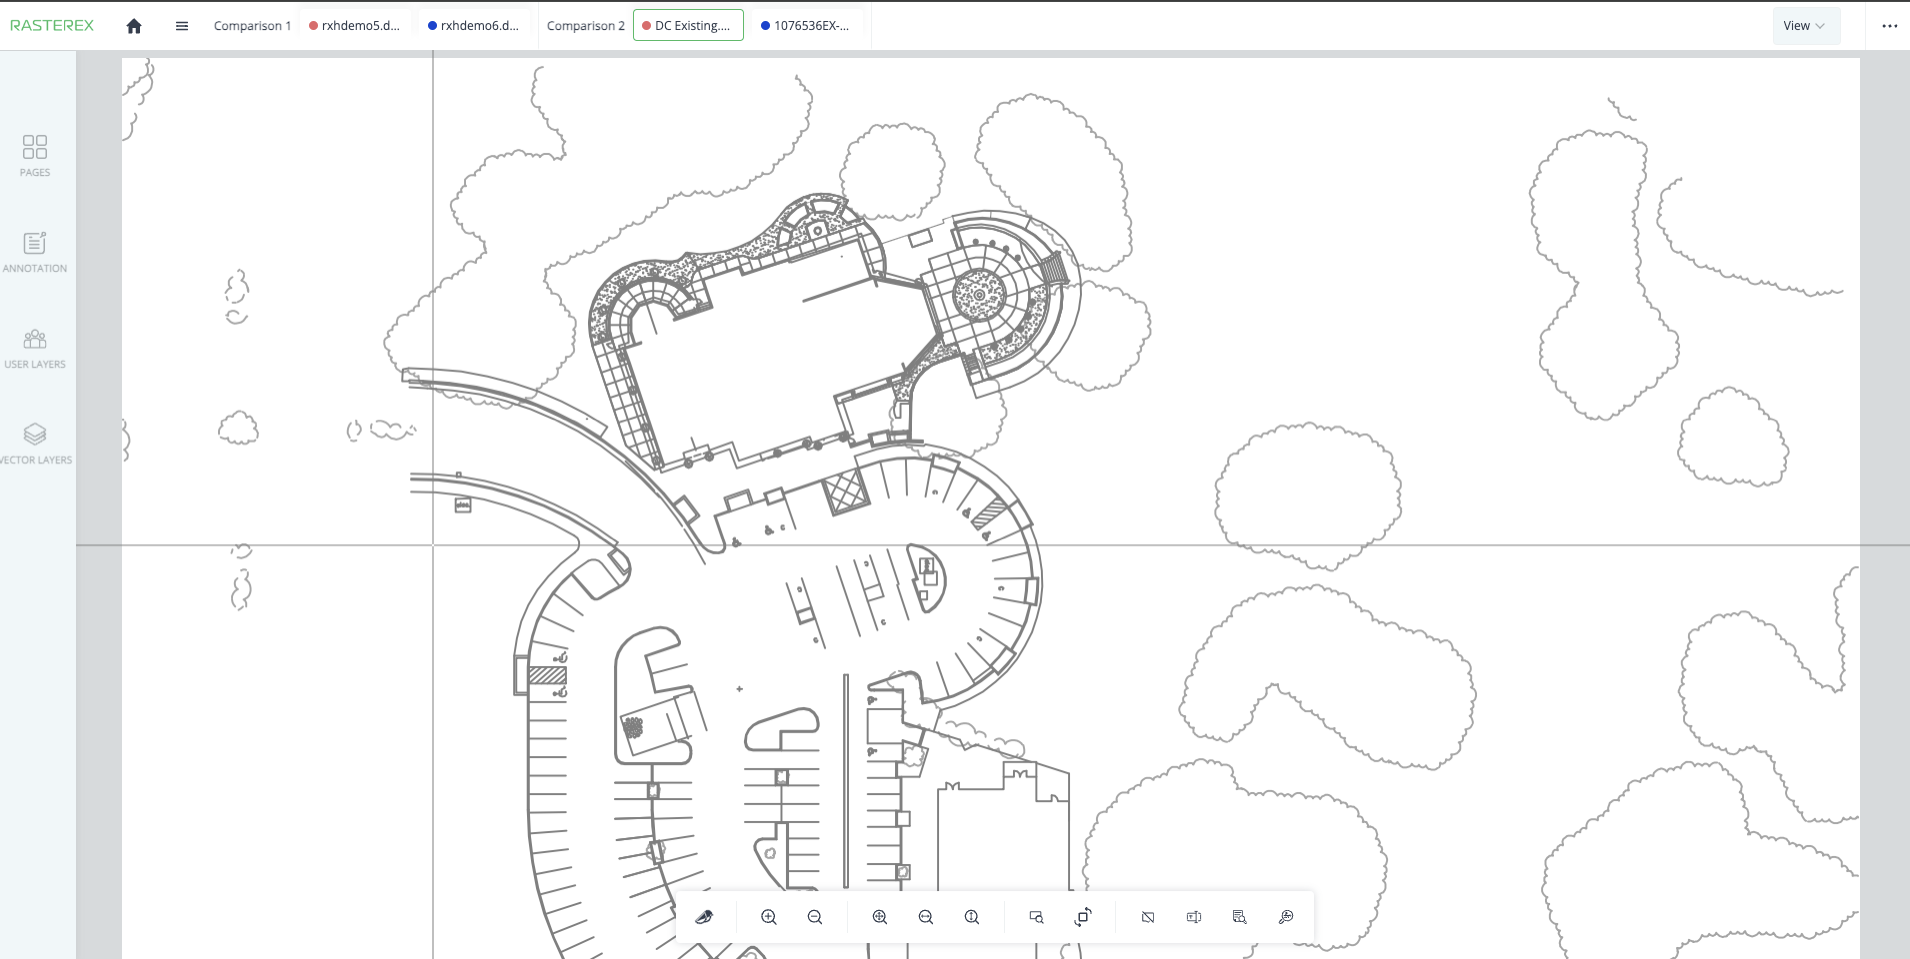 RASTEREX
Comparison 1
rxhdemo5.d...
rxhdemo6.d...
Comparison 2
DC Existing....
1076536EX-...
View
PAGES
ANNOTATION
USER LAYERS
VECTOR LAYERS